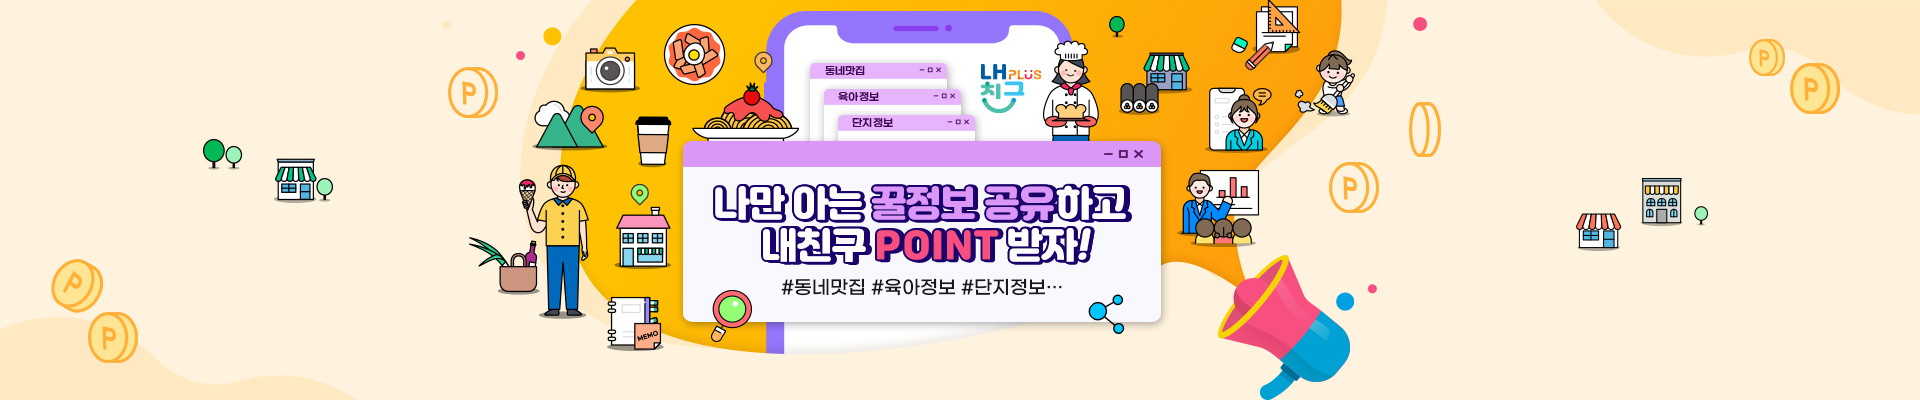 동네맛집
육아정보
단지정보
LH PLUS
친구
나만 아는 꿀정보 공유하고
내친구 POINT 받자!
#동네맛집 #육아정보 #단지정보…
MEMO
P
P
P
P
P
P